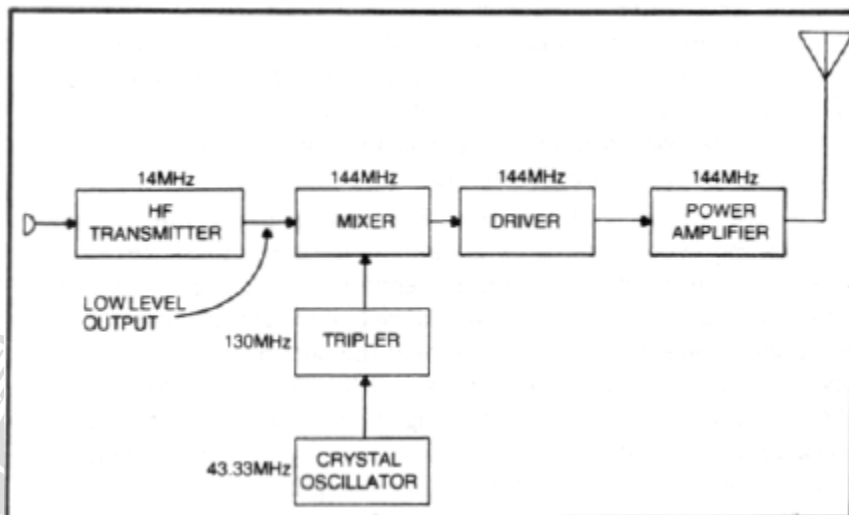 14MHz
144MHz
144MHz
144MHz
HF
TRANSMITTER
MIXER
DRIVER
POWER
AMPLIFIER
LOW LEVEL
OUTPUT
130MHz
TRIPLER
43.33MHz
CRYSTAL
OSCILLATOR